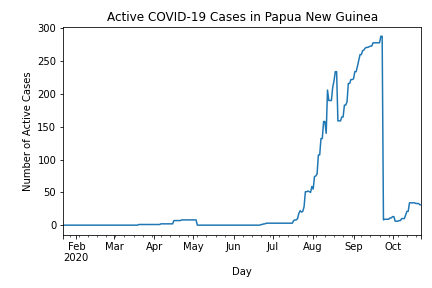 Active COVID-19 Cases in Papua New Guinea
Number of Active Cases
300
250
200
150
100
50
0
Feb Mar Apr May Jun Jul Aug Sep Oct
2020
Day